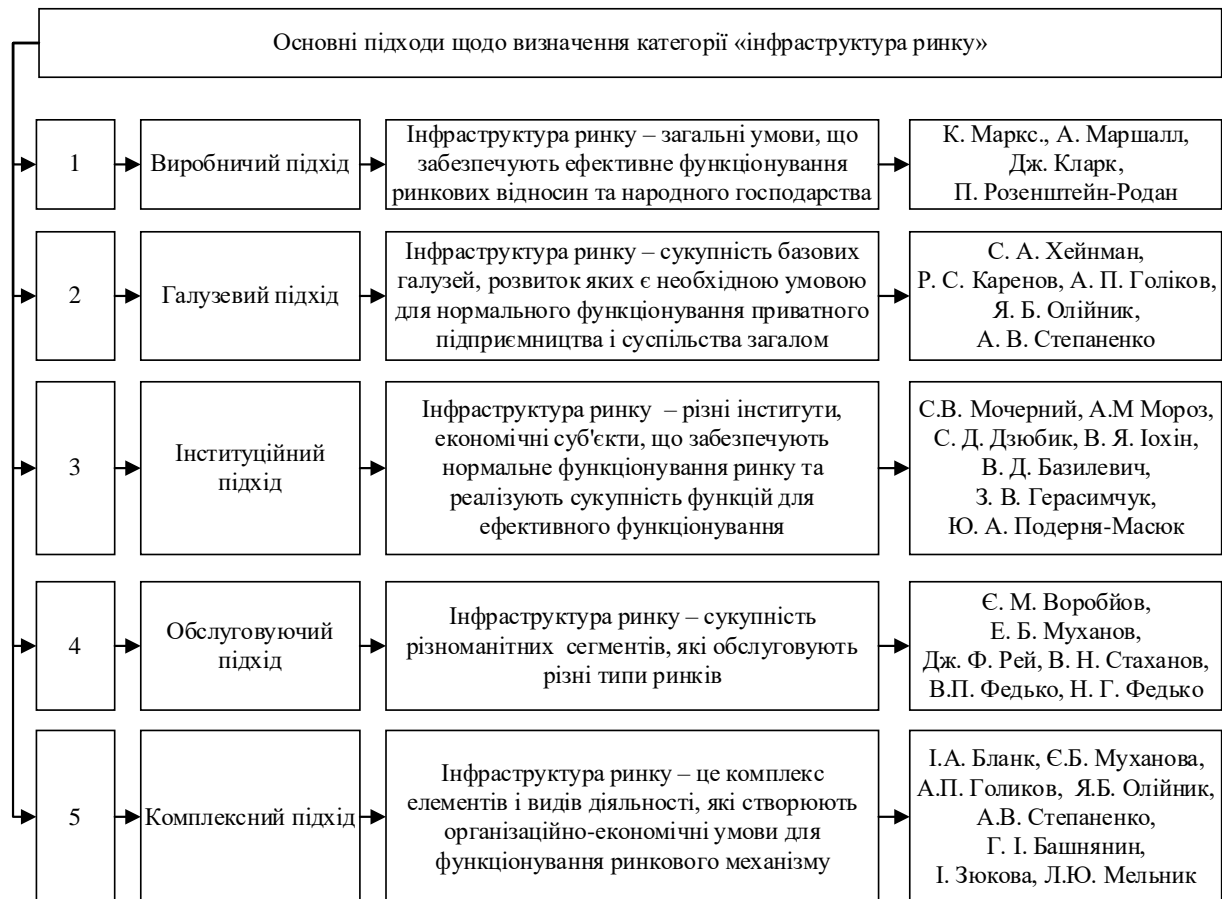 Основні підходи щодо визначення категорії «інфраструктура ринку»
1
Виробничий підхід
Інфраструктура ринку – загальні умови, що
забезпечують ефективне функціонування
ринкових відносин та народного господарства
К. Маркс., А. Маршалл,
Дж. Кларк,
П. Розенштейн-Родан
2
Галузевий підхід
Інфраструктура ринку – сукупність базових
галузей, розвиток яких є необхідною умовою
для нормального функціонування приватного
підприємництва і суспільства загалом
С. А. Хейнман,
Р. С. Каренов, А. П. Голіков,
Я. Б. Олійник,
А. В. Степаненко
3
Інституційний
підхід
Інфраструктура ринку – різні інститути,
економічні суб'єкти, що забезпечують
нормальне функціонування ринку та
реалізують сукупність функцій для
ефективного функціонування
С.В. Мочерний, А.М Мороз,
С. Д. Дзюбик, В. Я. Іохін,
В. Д. Базилевич,
З. В. Герасимчук,
Ю. А. Подерня-Масюк
4
Обслуговуючий
підхід
Інфраструктура ринку – сукупність
різноманітних сегментів, які обслуговують
різні типи ринків
Є. М. Воробйов,
Е. Б. Муханов,
Дж. Ф. Рей, В. Н. Стаханов,
В.П. Федько, Н. Г. Федько
5
Комплексний підхід
Інфраструктура ринку – це комплекс
елементів і видів діяльності, які створюють
організаційно-економічні умови для
функціонування ринкового механізму
І.А. Бланк, Є.Б. Муханова,
А.П. Голиков, Я.Б. Олійник,
А.В. Степаненко,
Г. І. Башнянин,
І. Зюкова, Л.Ю. Мельник